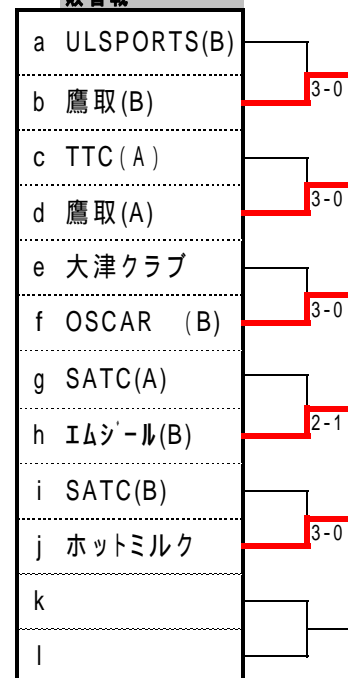 a ULSPORTS(B)
3-0
b 鷹取(B)
c TTC(A)
3-0
d 鷹取(A)
e 大津クラブ
3-0
f OSCAR (B)
g SATC(A)
2-1
h エムジール(B)
i SATC(B)
3-0
j ホットミルク
k
l